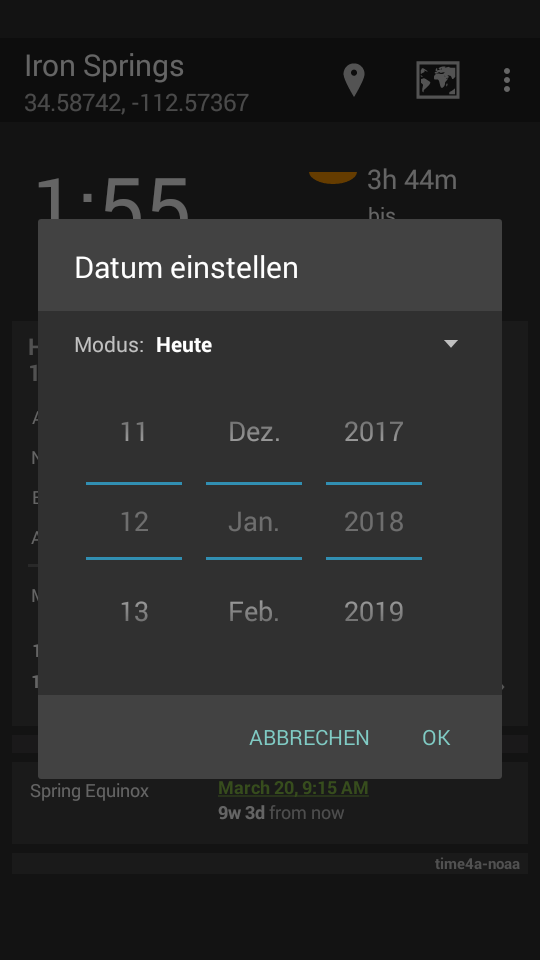 Iron Springs
34.58742, -112.57367
1:55
3h 44m
bis
Datum einstellen
Modus: Heute
11 Dez. 2017
12 Jan. 2018
13 Feb. 2019
ABBRECHEN OK
Spring Equinox March 20, 9:15 AM
9w 3d from now
time4a-noaa